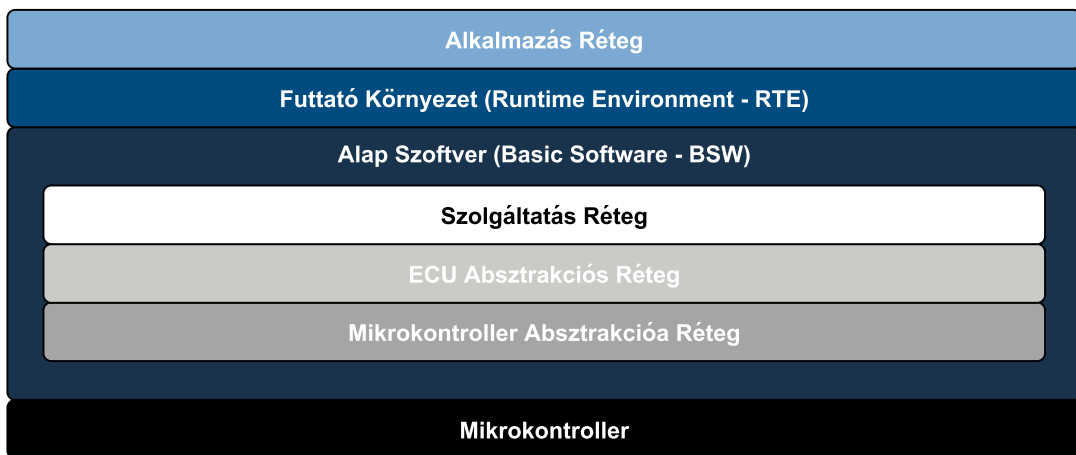 Alkalmazás Réteg
Futtató Környezet (Runtime Environment - RTE)
Alap Szoftver (Basic Software - BSW)
Szolgáltatás Réteg
ECU Absztrakciós Réteg
Mikrokontroller Absztrakcióa Réteg
Mikrokontroller